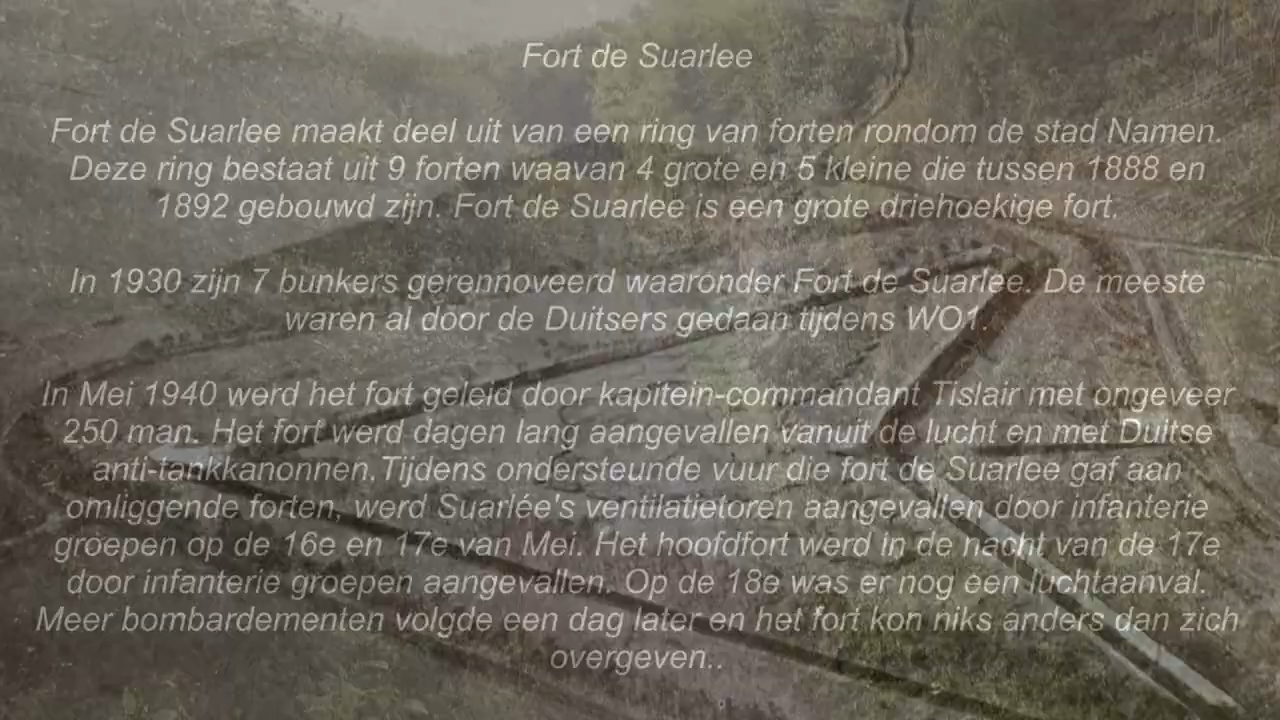 Fort de Suarlee
Fort de Suarlee maakt deel uit van een ring van forten rondom de stad Namen.
Deze ring bestaat uit 9 forten waavan 4 grote en 5 kleine die tussen 1888 en
1892 gebouwd zijn. Fort de Suarlee is een grote driehoekige fort.
In 1930 zijn 7 bunkers gerennoveerd waaronder Fort de Suarlee. De meeste
waren al door de Duitsers gedaan tijdens WO1.
In Mei 1940 werd het fort geleid door kapitein-commandant Tislair met ongeveer
250 man. Het fort werd dagen lang aangevallen vanuit de lucht en met Duitse
anti-tankkanonnen.Tijdens ondersteunde vuur die fort de Suarlee gaf aan
omliggende forten, werd Suarlée's ventilatietoren aangevallen door infanterie
groepen op de 16e en 17e van Mei. Het hoofdfort werd in de nacht van de 17e
door infanterie groepen aangevallen. Op de 18e was er nog een luchtaanval.
Meer bombardementen volgde een dag later en het fort kon niks anders dan zich
overgeven..